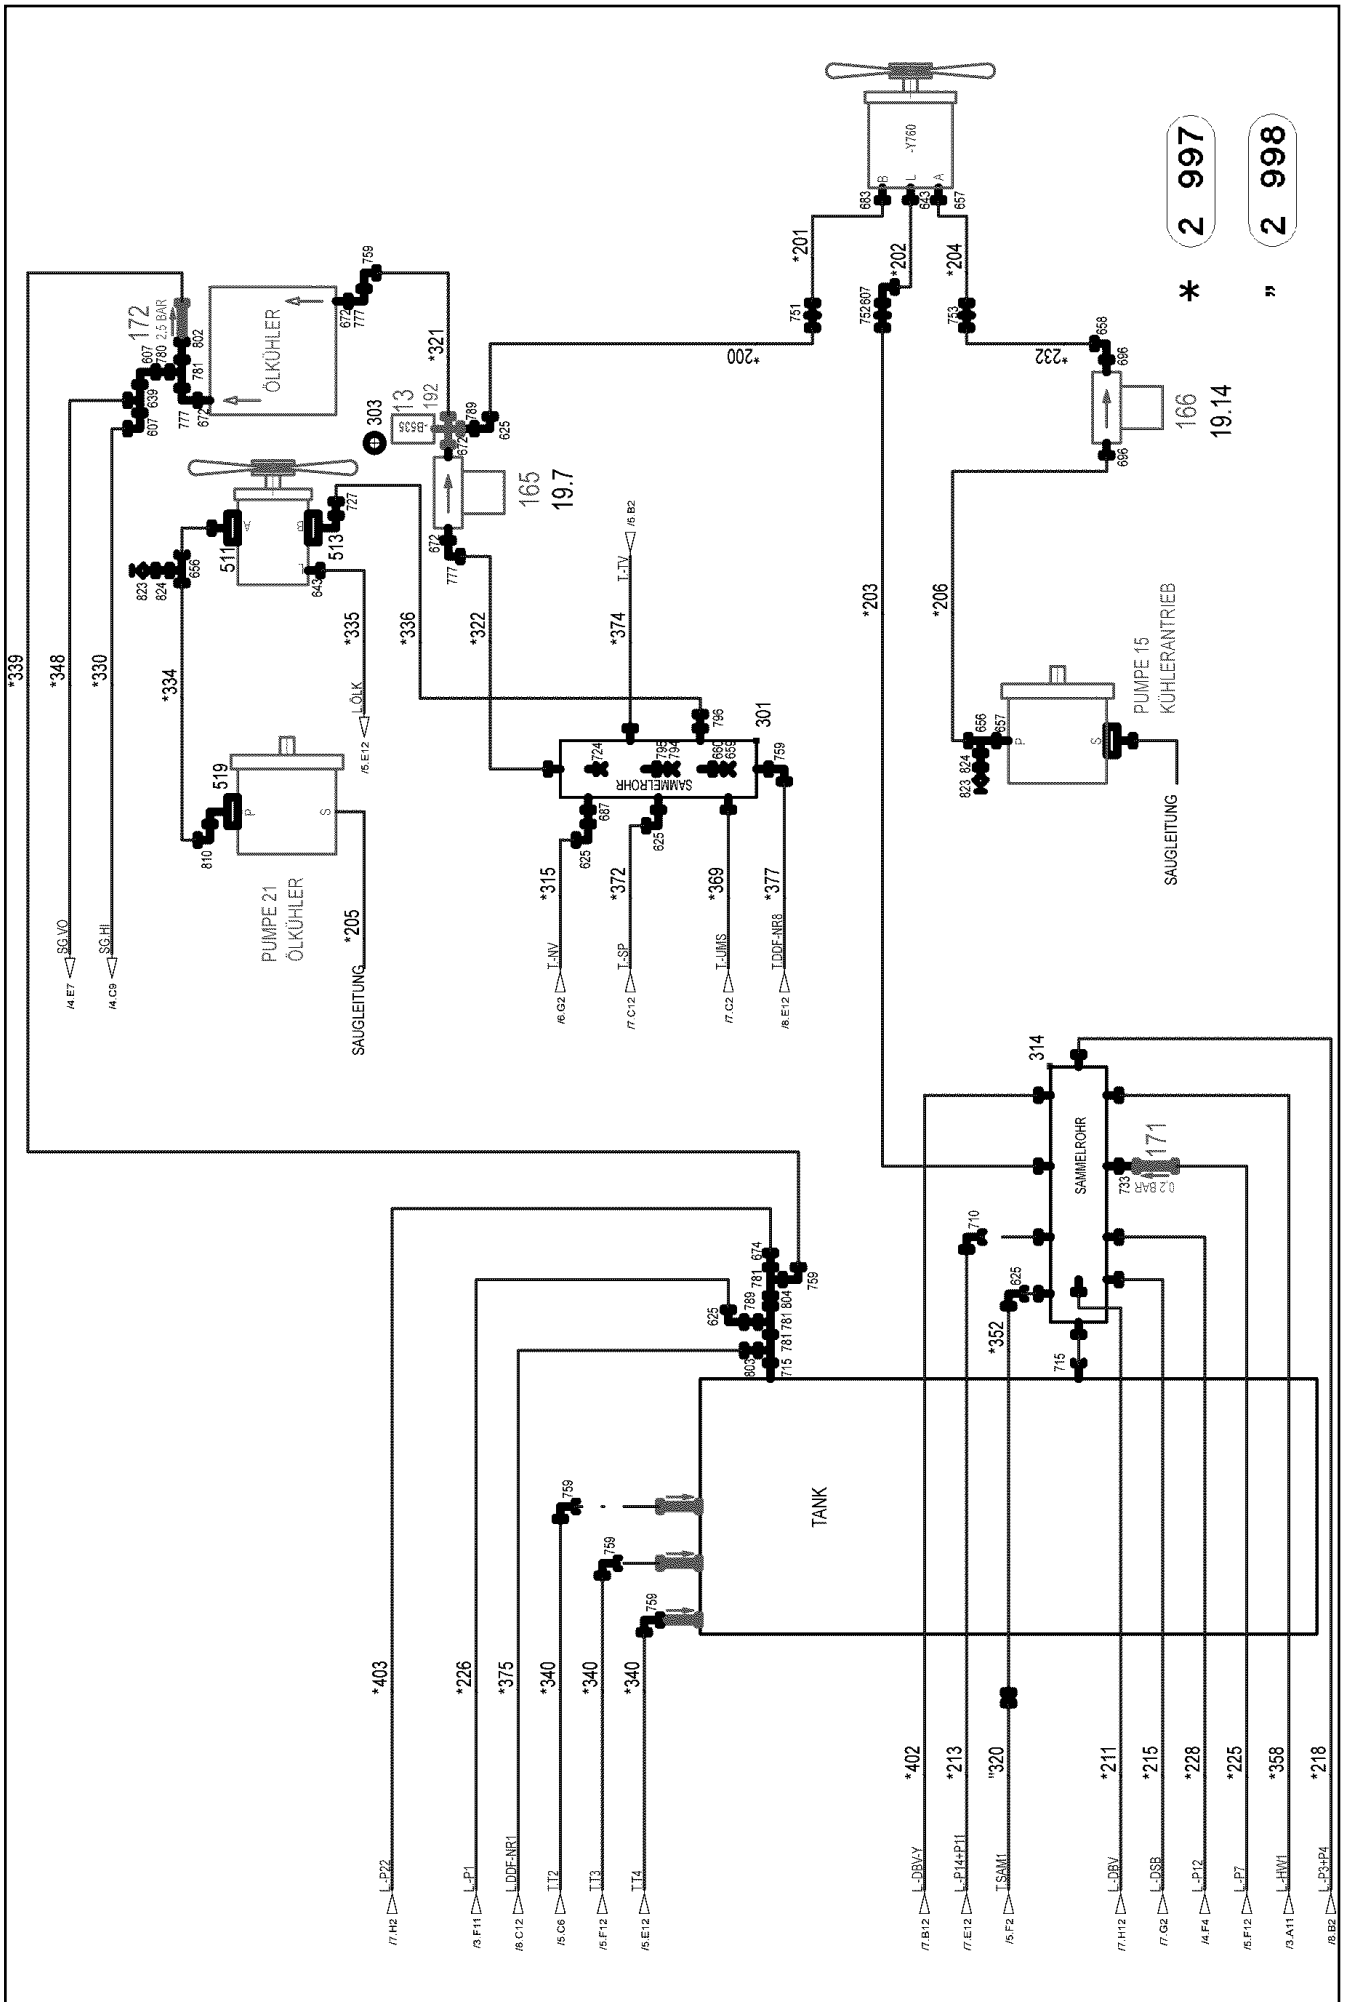 -Y760
B
L
A
683
643
657
* 2 997
" 2 998
*201
*202
*204
751
752
607
753
658
*200
*232
696
166
19.14
696
759
672
777
ÖLKÜHLER
172
2.5 BAR
802
607
780
781
639
607
777
672
*321
303
13
192
-B535
789
625
672
165
19.7
672
777
727
511
A
B
513
L
643
823
824
656
*339
*348
*330
*334
*335
*336
*322
*374
T.-TV
/5.B2
L.ÖLK
/5.E12
*203
*206
PUMPE 15
KÜHLERANTRIEB
656
657
823
824
P
S
SAUGLEITUNG
519
810
P
S
PUMPE 21
ÖLKÜHLER
*205
SAUGLEITUNG
SG.VO
/4.E7
SG.HI
/4.C9
796
301
724
795
794
660
659
SAMMELROHR
759
687
625
625
*315
*372
*369
*377
T.-NV
/6.G2
T.-SP
/7.C12
T.-UMS
/7.C2
T.DDF-NR8
/8.E12
314
SAMMELROHR
171
733
0,2 BAR
710
625
*352
715
674
781
759
804
789
625
781
781
803
715
759
759
759
TANK
*403
*226
*375
*340
*340
*340
*402
*213
"320
*211
*215
*228
*225
*358
*218
L.-P22
/7.H2
L.-P1
/3.F11
L.DDF-NR1
/8.C12
T.T2
/5.C6
T.T3
/5.F12
T.T4
/5.E12
L.-DBV-Y
/7.B12
L.-P14+P11
/7.E12
T.SAM1
/5.F2
L.-DBV
/7.H12
L.-DSB
/7.G2
L.-P12
/4.F4
L.-P7
/5.F12
L.-HW1
/3.A11
L.-P3+P4
/8.B2